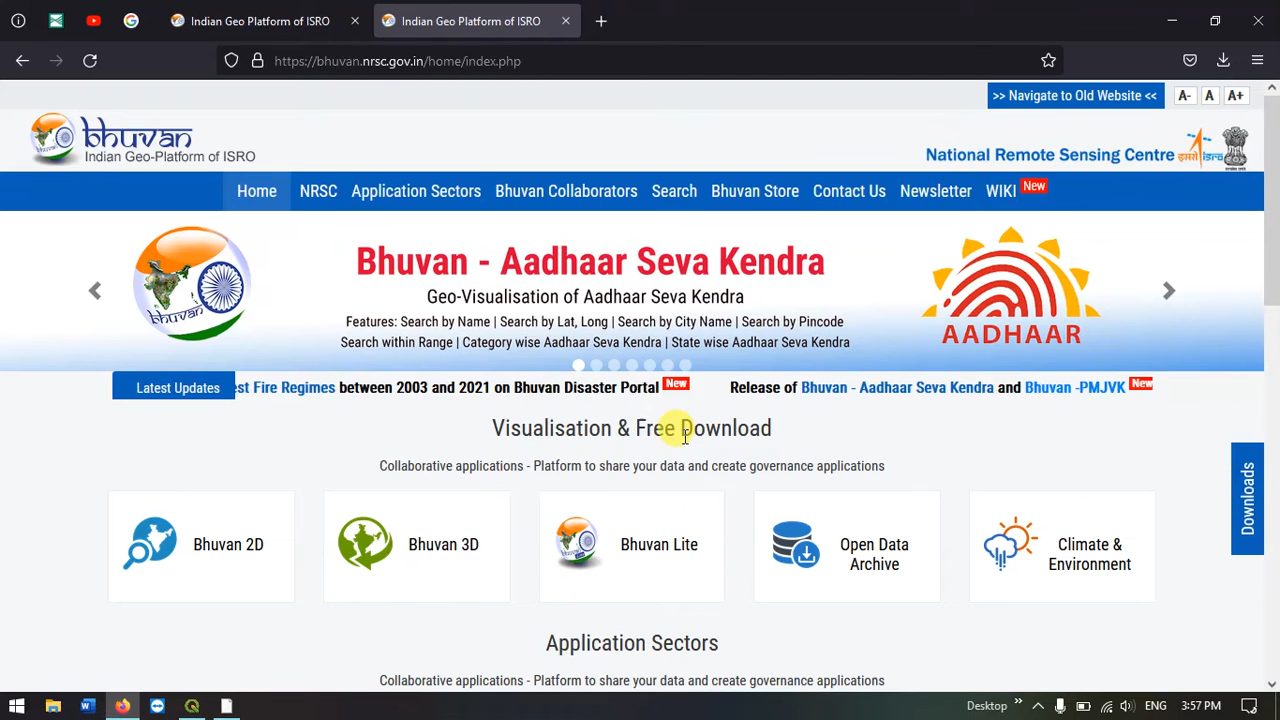 Indian Geo Platform of ISRO
Indian Geo Platform of ISRO
https://bhuvan.nrsc.gov.in/home/index.php
>> Navigate to Old Website <<
A-
A
A+
bhuvan
Indian Geo-Platform of ISRO
National Remote Sensing Centre
इसरो isro
Home
NRSC
Application Sectors
Bhuvan Collaborators
Search
Bhuvan Store
Contact Us
Newsletter
WIKI
New
bhuvan
Bhuvan - Aadhaar Seva Kendra
Geo-Visualisation of Aadhaar Seva Kendra
Features: Search by Name | Search by Lat, Long | Search by City Name | Search by Pincode
Search within Range | Category wise Aadhaar Seva Kendra | State wise Aadhaar Seva Kendra
AADHAAR
Latest Updates
est Fire Regimes between 2003 and 2021 on Bhuvan Disaster Portal New
Release of Bhuvan - Aadhaar Seva Kendra and Bhuvan -PMJVK New
Visualisation & Free Download
Collaborative applications - Platform to share your data and create governance applications
Downloads
Bhuvan 2D
Bhuvan 3D
Bhuvan Lite
Open Data
Archive
Climate &
Environment
Application Sectors
Collaborative applications - Platform to share your data and create governance applications
Desktop
ENG
3:57 PM